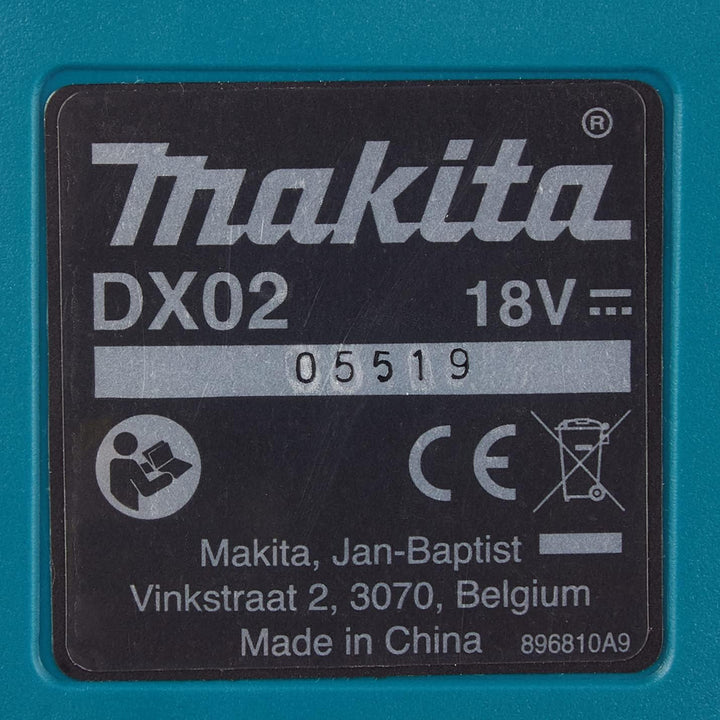 makita®
DX02 18V
05519
CE
Makita, Jan-Baptist
Vinkstraat 2, 3070, Belgium
Made in China 896810A9